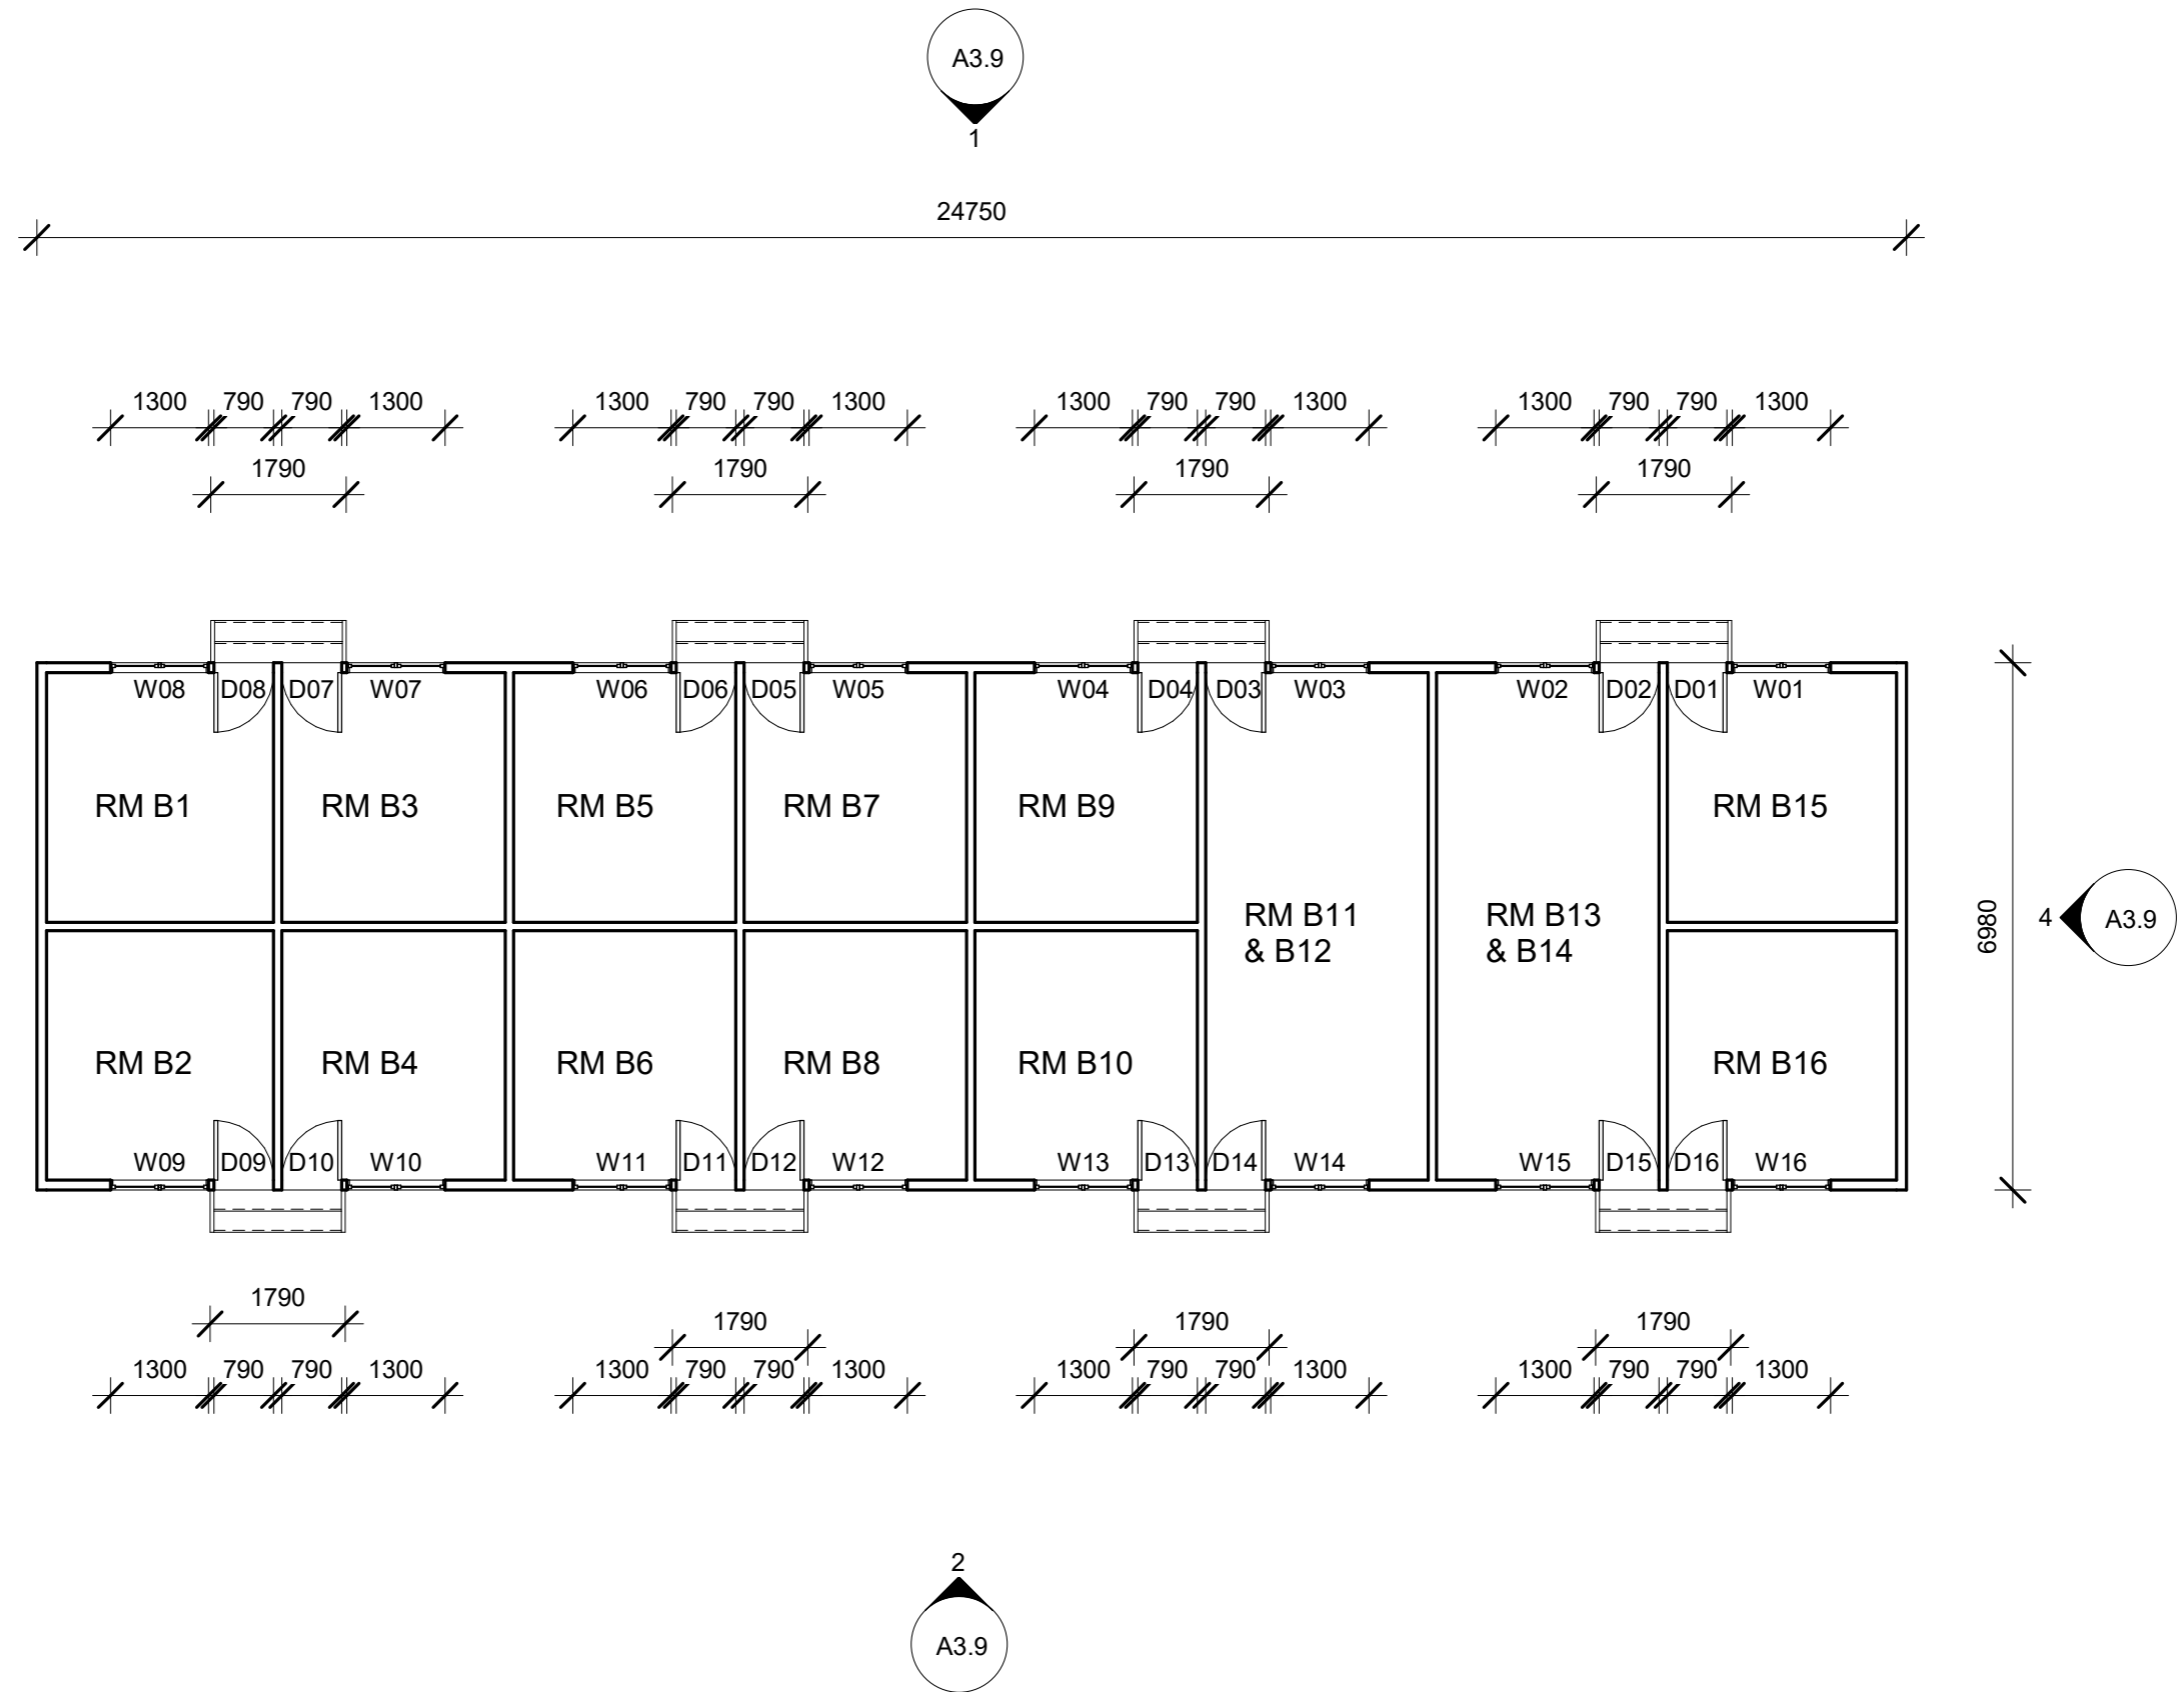 A3.9
1
24750
1300 790 790 1300 1300 790 790 1300 1300 790 790 1300 1300 790 790 1300
1790 1790 1790 1790
W08 D08 D07 W07 W06 D06 D05 W05 W04 D04 D03 W03 W02 D02 D01 W01
RM B1 RM B3 RM B5 RM B7 RM B9 RM B15
RM B11
& B12
RM B13
& B14
6980
4 A3.9
RM B2 RM B4 RM B6 RM B8 RM B10 RM B16
W09 D09 D10 W10 W11 D11 D12 W12 W13 D13 D14 W14 W15 D15 D16 W16
1790 1790 1790 1790
1300 790 790 1300 1300 790 790 1300 1300 790 790 1300 1300 790 790 1300
2
A3.9